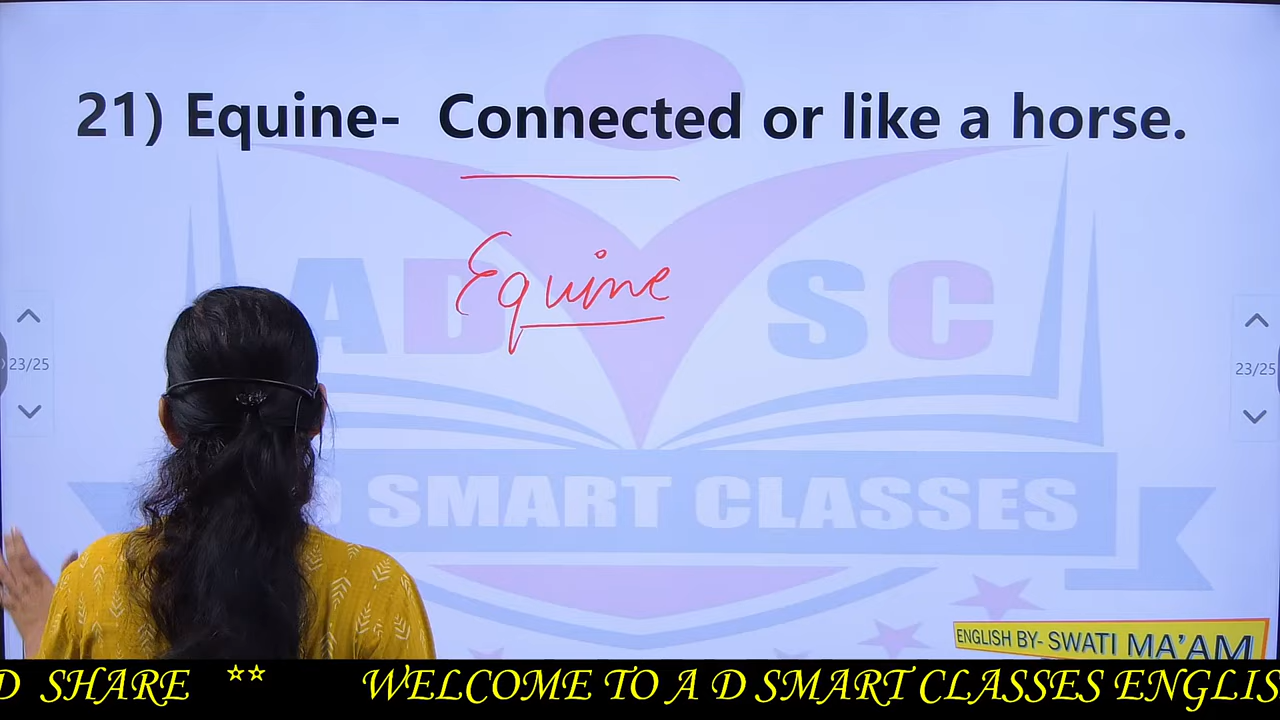 21) Equine- Connected or like a horse.
Equine
ADSC
23/25
23/25
SMART CLASSES
ENGLISH BY- SWATI MA'AM
D SHARE ** WELCOME TO A D SMART CLASSES ENGLIS